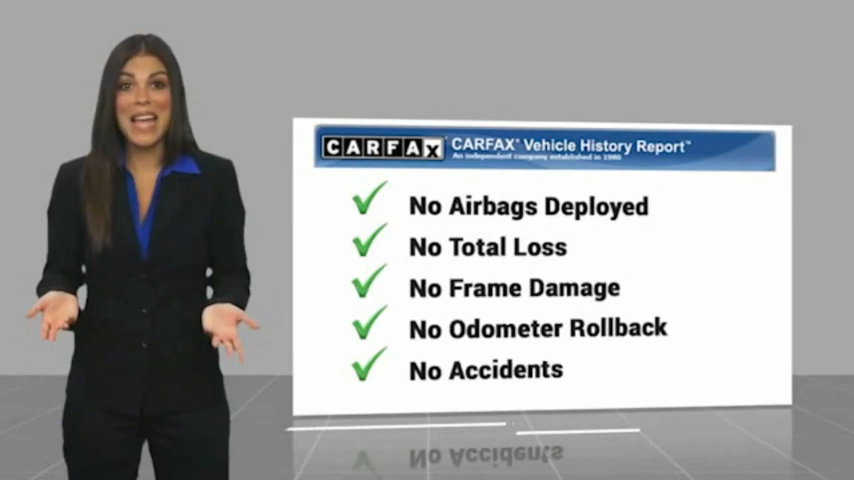 CARFAX CARFAX™ Vehicle History Report™
An independent company established in 1986
No Airbags Deployed
No Total Loss
No Frame Damage
No Odometer Rollback
No Accidents
No Accidents